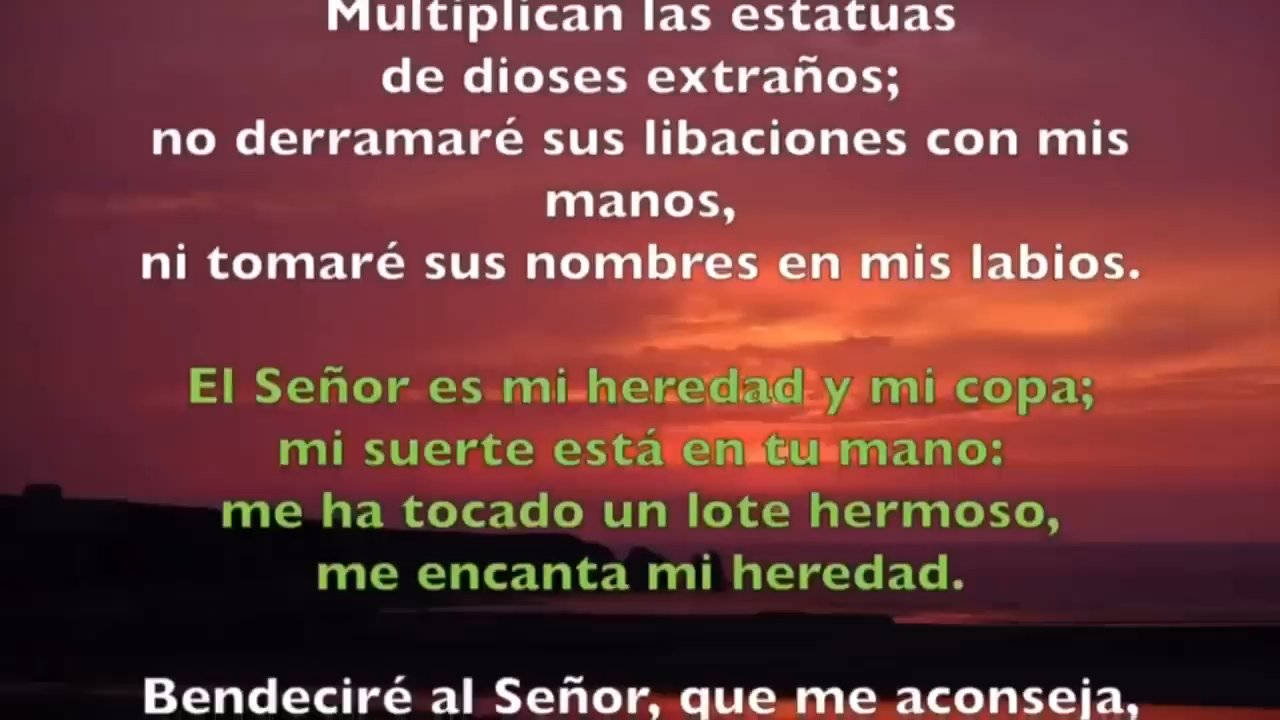 Multiplican las estatuas
de dioses extraños;
no derramaré sus libaciones con mis
manos,
ni tomaré sus nombres en mis labios.
El Señor es mi heredad y mi copa;
mi suerte está en tu mano:
me ha tocado un lote hermoso,
me encanta mi heredad.
Bendeciré al Señor, que me aconseja,